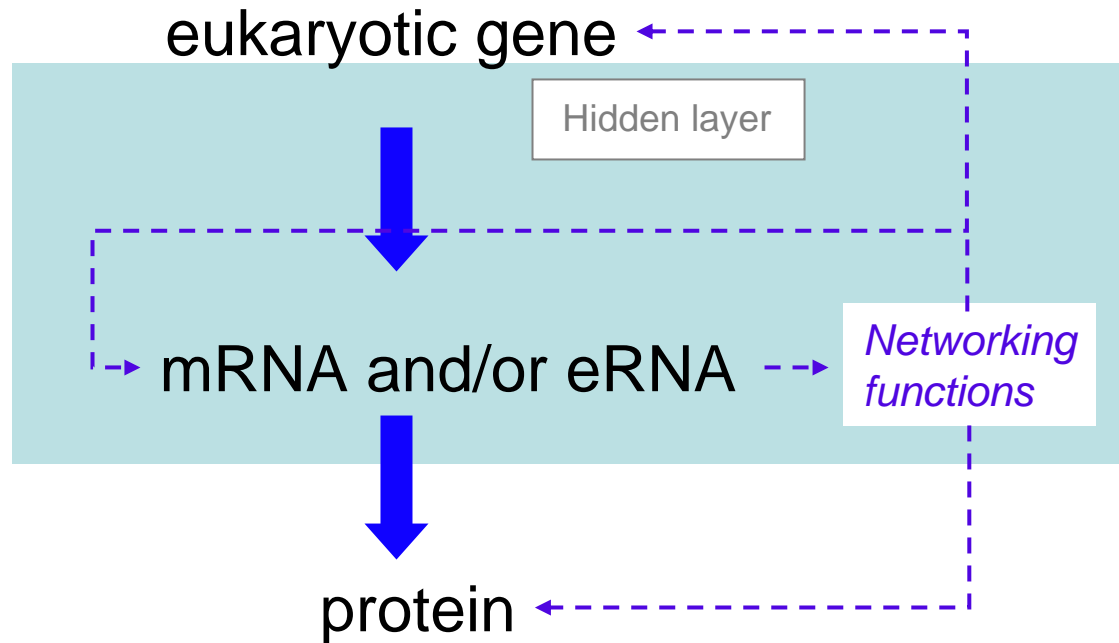 eukaryotic gene
Hidden layer
mRNA and/or eRNA
Networking
functions
protein